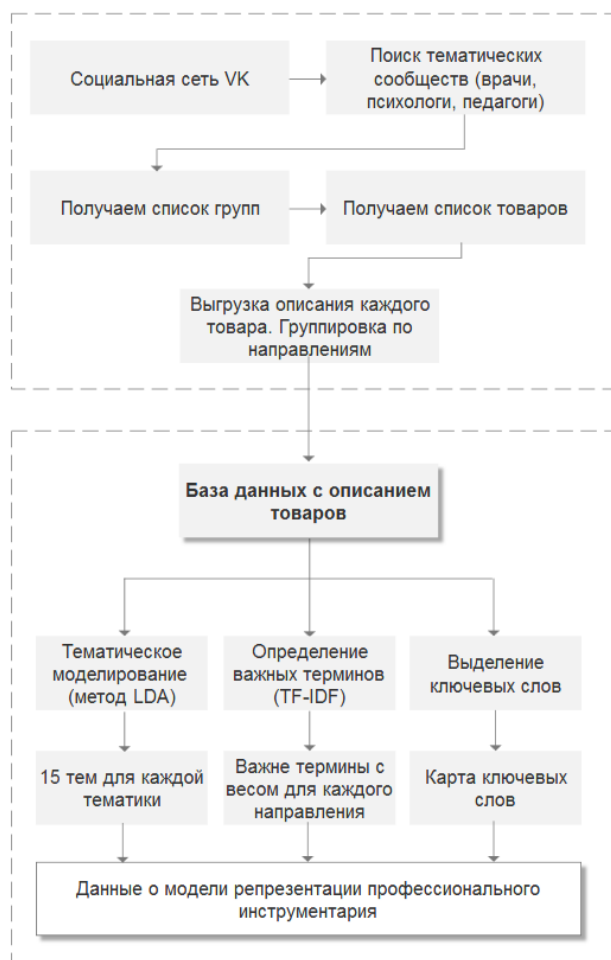 Социальная сеть VK
Поиск тематических
сообществ (врачи,
психологи, педагоги)
Получаем список групп
Получаем список товаров
Выгрузка описания каждого
товара. Группировка по
направлениям
База данных с описанием
товаров
Тематическое
моделирование
(метод LDA)
Определение
важных терминов
(TF-IDF)
Выделение
ключевых слов
15 тем для каждой
тематики
Важне термины с
весом для каждого
направления
Карта ключевых
слов
Данные о модели репрезентации профессионального
инструментария